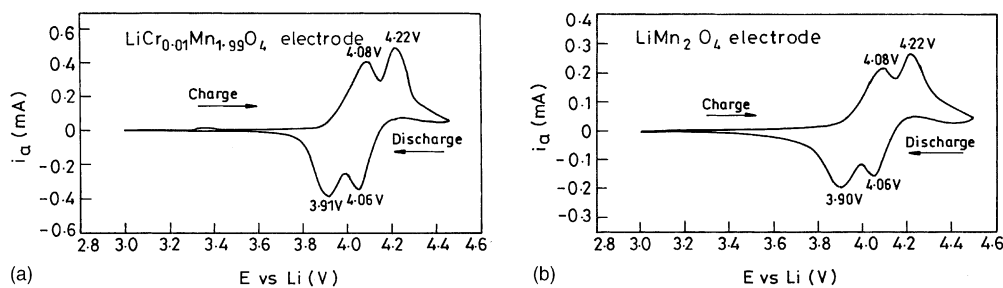 LiCr0.01Mn1.99O4 electrode
4.08V
4.22V
Charge
Discharge
3.91V
4.06V
0.6
0.4
0.2
0
-0.2
-0.4
-0.6
ia (mA)
2.8 3.0 3.2 3.4 3.6 3.8 4.0 4.2 4.4 4.6
E vs Li (V)
(a)
LiMn2O4 electrode
4.08V
4.22V
Charge
Discharge
3.90V
4.06V
0.4
0.3
0.2
0.1
0
-0.1
-0.2
-0.3
ia (mA)
2.8 3.0 3.2 3.4 3.6 3.8 4.0 4.2 4.4 4.6
E vs Li (V)
(b)